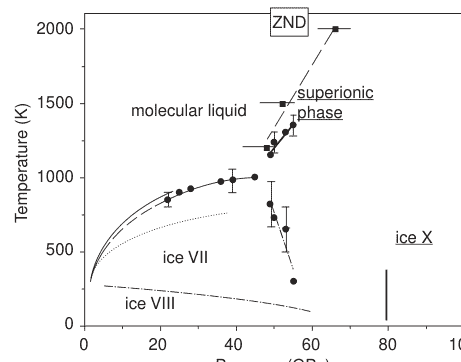 ZND
2000
superionic
phase
molecular liquid
1500
Temperature (K)
1000
ice VII
ice X
500
ice VIII
0
0 20 40 60 80